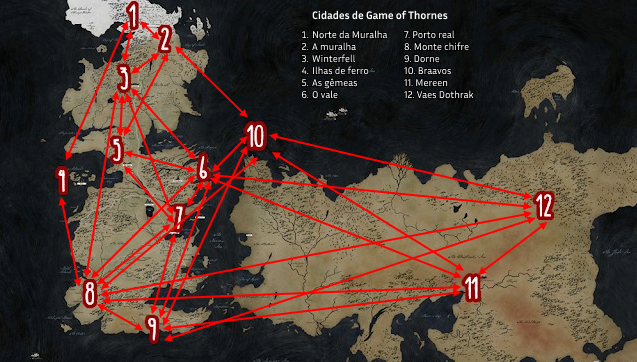 Cidades de Game of Thornes
1. Norte da Muralha
2. A muralha
3. Winterfell
4. Ilhas de ferro
5. As gêmeas
6. O vale
7. Porto real
8. Monte chifre
9. Dorne
10. Braavos
11. Mereen
12. Vaes Dothrak
1
2
3
10
5
6
1
7
12
8
11
9